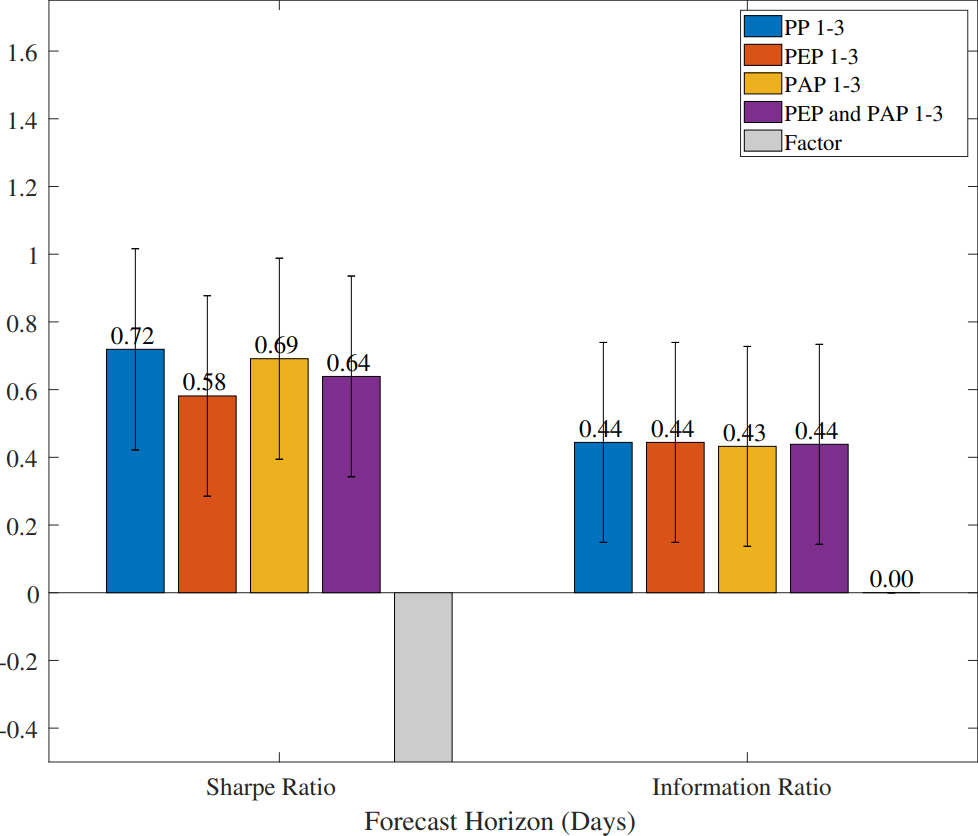 PP 1-3
PEP 1-3
PAP 1-3
PEP and PAP 1-3
Factor
1.6
1.4
1.2
1
0.8
0.6
0.4
0.2
0
-0.2
-0.4
0.72
0.58
0.69
0.64
0.44
0.44
0.43
0.44
0.00
Sharpe Ratio
Information Ratio
Forecast Horizon (Days)